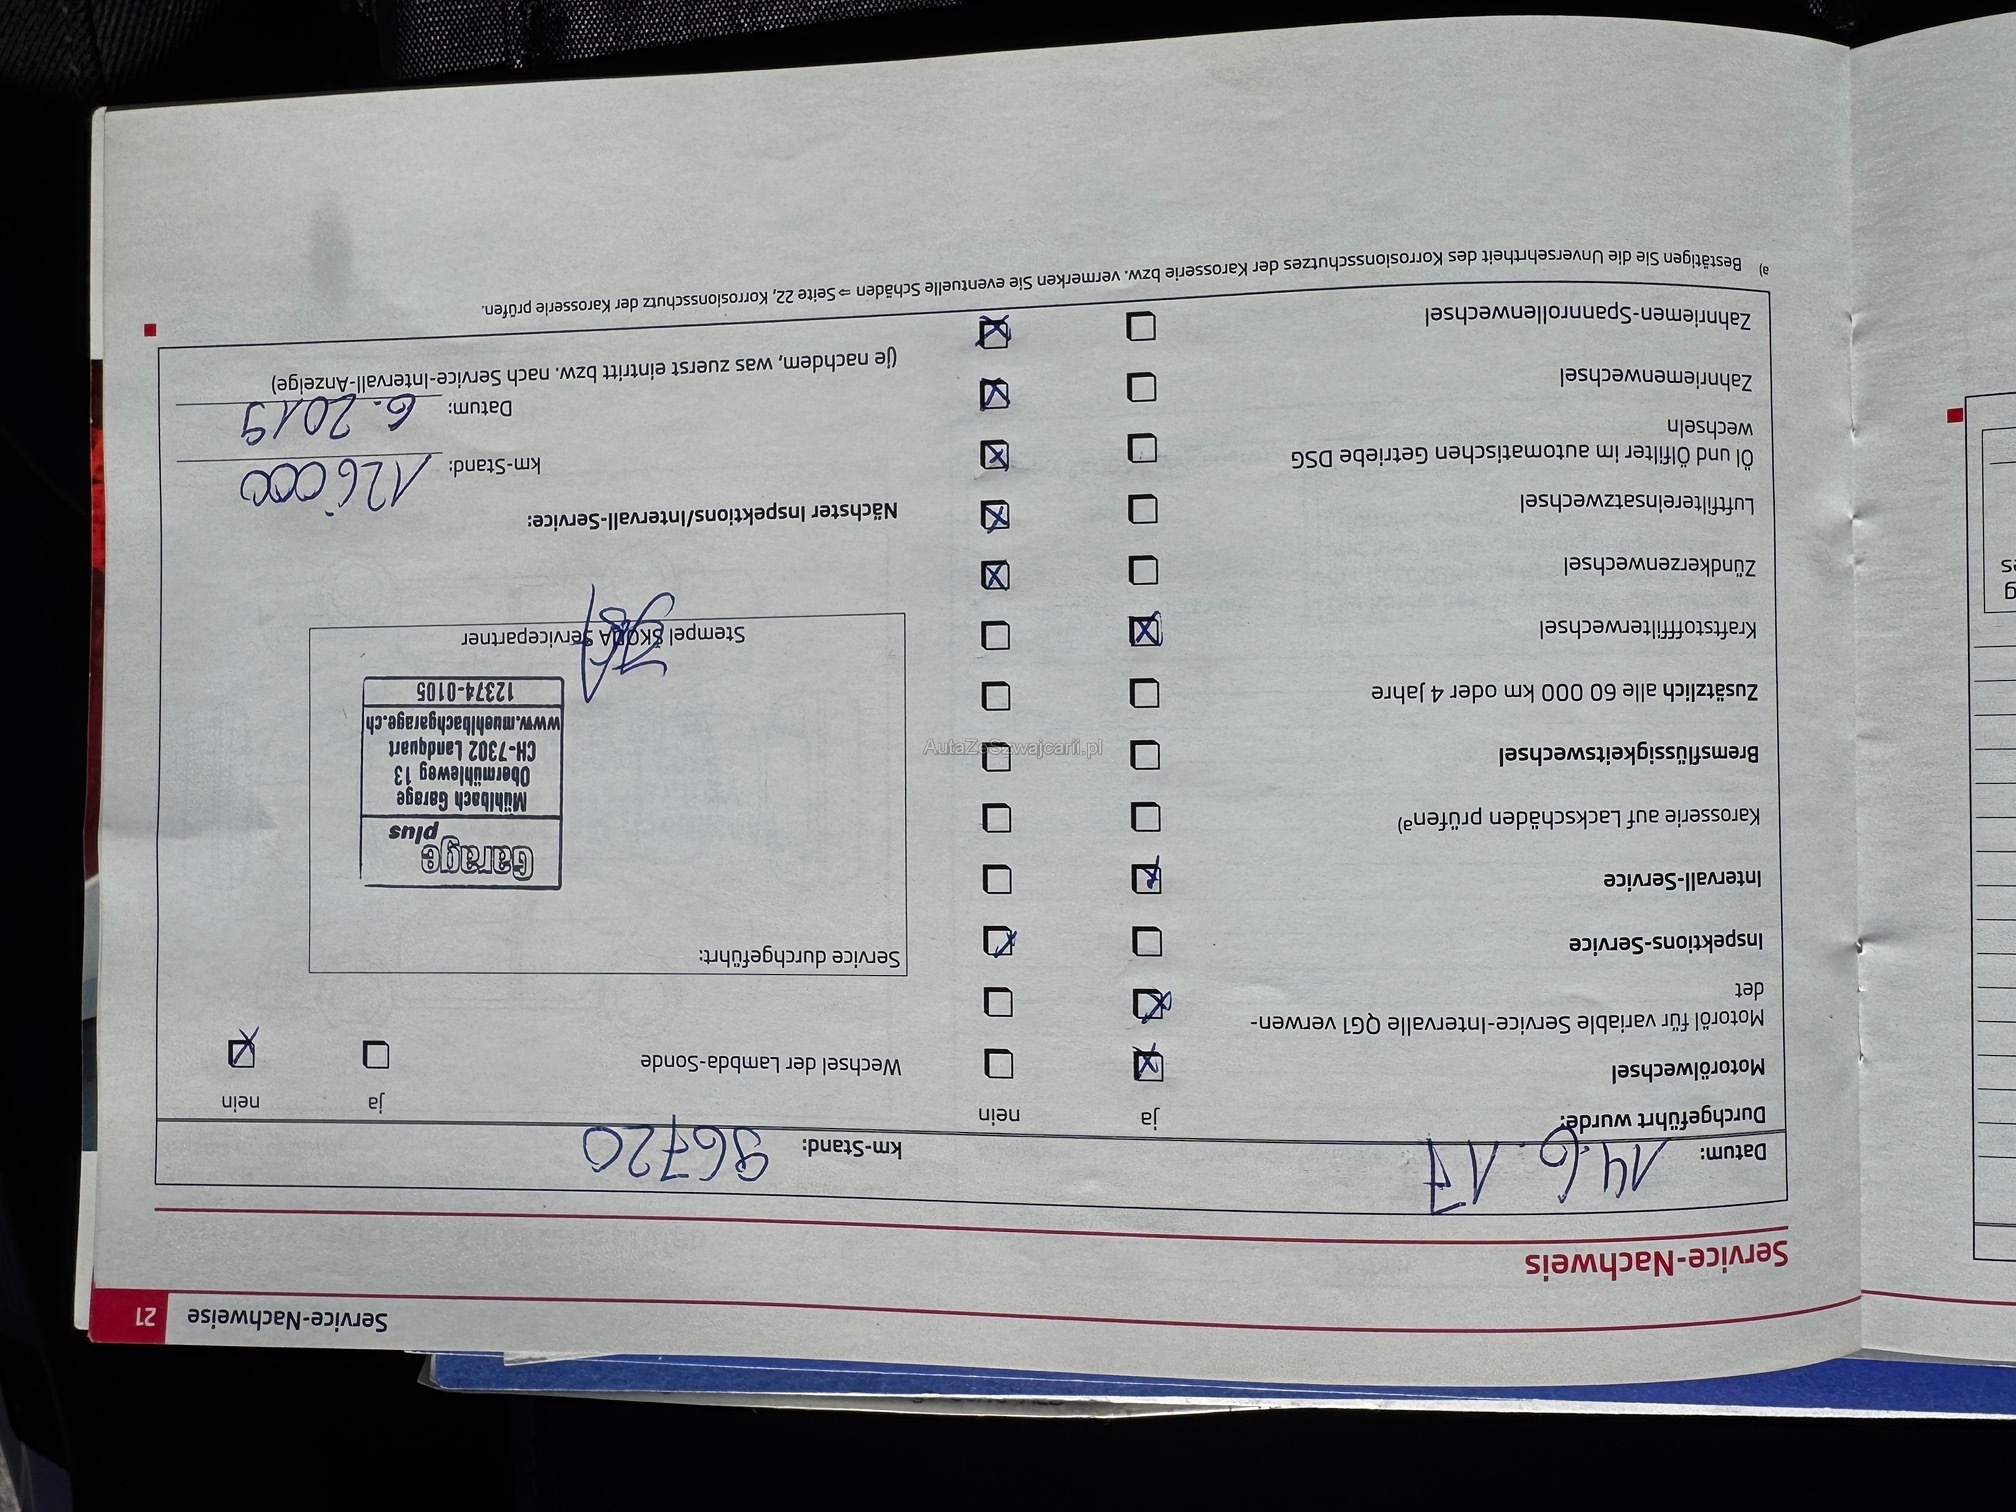 Service-Nachweise 21
Service-Nachweis
Datum: 14.6.17 km-Stand: 96720
Durchgeführt wurde: ja nein ja nein
Motorölwechsel
Wechsel der Lambda-Sonde
Motoröl für variable Service-Intervalle QG1 verwen-
det
Inspektions-Service
Intervall-Service
Karosserie auf Lackschäden prüfen a)
Bremsflüssigkeitswechsel
Zusätzlich alle 60 000 km oder 4 Jahre
Kraftstofffilterwechsel
Zündkerzenwechsel
Luftfiltereinsatzwechsel
Öl und Ölfilter im automatischen Getriebe DSG
wechseln
Zahnriemenwechsel
Zahnriemen-Spannrollenwechsel
Service durchgeführt:
Garage
plus
Mühlbach Garage
Obermühleweg 13
CH-7302 Landquart
www.muehlbachgarage.ch
12374-0105
Stempel ŠKODA Servicepartner
Nächster Inspektions/Intervall-Service:
km-Stand: 126000
Datum: 6.2019
(je nachdem, was zuerst eintritt bzw. nach Service-Intervall-Anzeige)
a) Bestätigen Sie die Unversehrtheit des Korrosionsschutzes der Karosserie bzw. vermerken Sie eventuelle Schäden ⇒ Seite 22, Korrosionsschutz der Karosserie prüfen.
AutaZeSzwajcarii.pl